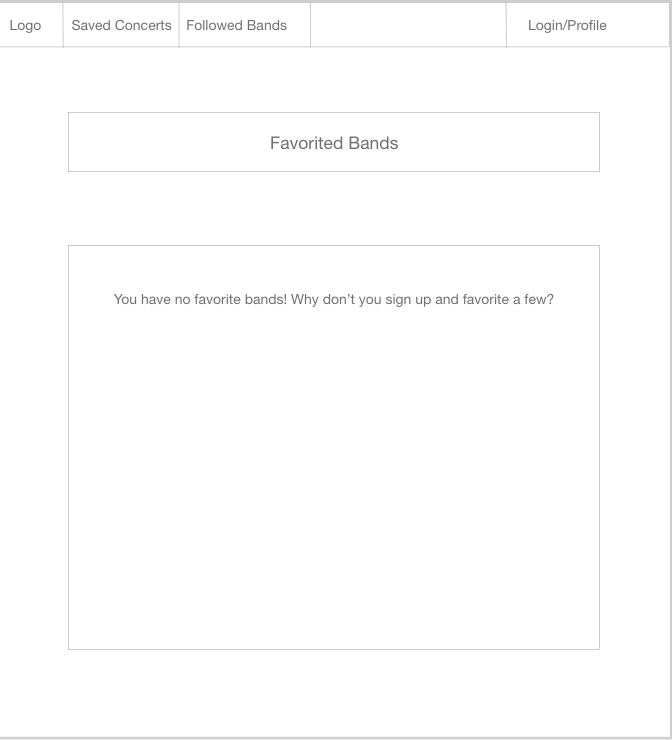 Logo
Saved Concerts
Followed Bands
Login/Profile
Favorited Bands
You have no favorite bands! Why don’t you sign up and favorite a few?